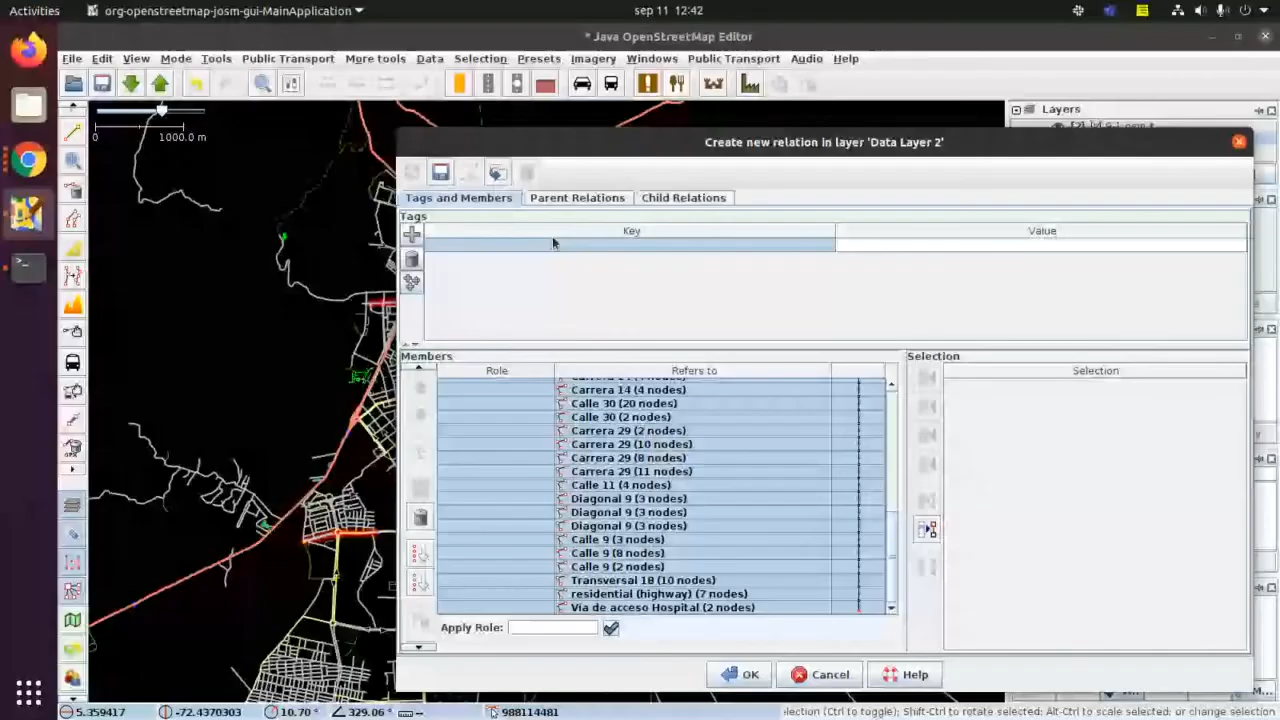 Activities
org-openstreetmap-josm-gui-MainApplication
sep 11 12:42
* Java OpenStreetMap Editor
File Edit View Mode Tools Public Transport More tools Data Selection Presets Imagery Windows Public Transport Audio Help
0
1000.0 m
Layers
Create new relation in layer 'Data Layer 2'
Tags and Members
Parent Relations
Child Relations
Tags
Key
Value
Members
Role
Refers to
Selection
Selection
Carrera 14 (4 nodes)
Calle 30 (20 nodes)
Calle 30 (2 nodes)
Carrera 29 (2 nodes)
Carrera 29 (10 nodes)
Carrera 29 (8 nodes)
Carrera 29 (11 nodes)
Calle 11 (4 nodes)
Diagonal 9 (3 nodes)
Diagonal 9 (3 nodes)
Diagonal 9 (3 nodes)
Calle 9 (3 nodes)
Calle 9 (8 nodes)
Calle 9 (2 nodes)
Transversal 18 (10 nodes)
residential (highway) (7 nodes)
Via de acceso Hospital (2 nodes)
Apply Role:
OK
Cancel
Help
5.359417
-72.4370303
10.70 °
329.06 °
--
-98114481
lection (Ctrl to toggle); Shift-Ctrl to rotate selected; Alt-Ctrl to scale selected; or change selection